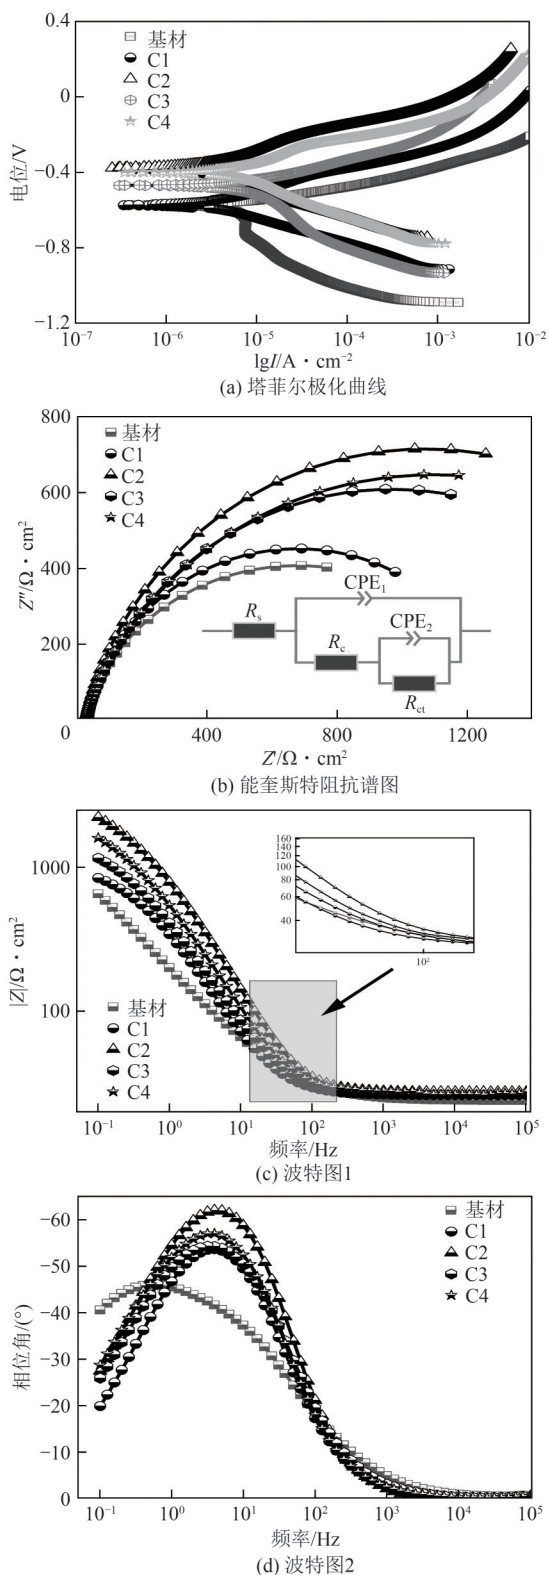 0.4
0
−0.4
−0.8
−1.2
电位/V
基材
C1
C2
C3
C4
10⁻⁷
10⁻⁶
10⁻⁵
10⁻⁴
10⁻³
10⁻²
lgI/A·cm⁻²
(a) 塔菲尔极化曲线
800
600
400
200
0
Z″/Ω·cm²
基材
C1
C2
C3
C4
CPE₁
Rs
CPE₂
Rc
Rct
400
800
1200
Z′/Ω·cm²
(b) 能奎斯特阻抗谱图
1000
100
|Z|/Ω·cm²
160
140
120
100
80
60
40
10²
基材
C1
C2
C3
C4
10⁻¹
10⁰
10¹
10²
10³
10⁴
10⁵
频率/Hz
(c) 波特图1
−60
−50
−40
−30
−20
−10
0
相位角/(°)
基材
C1
C2
C3
C4
10⁻¹
10⁰
10¹
10²
10³
10⁴
10⁵
频率/Hz
(d) 波特图2